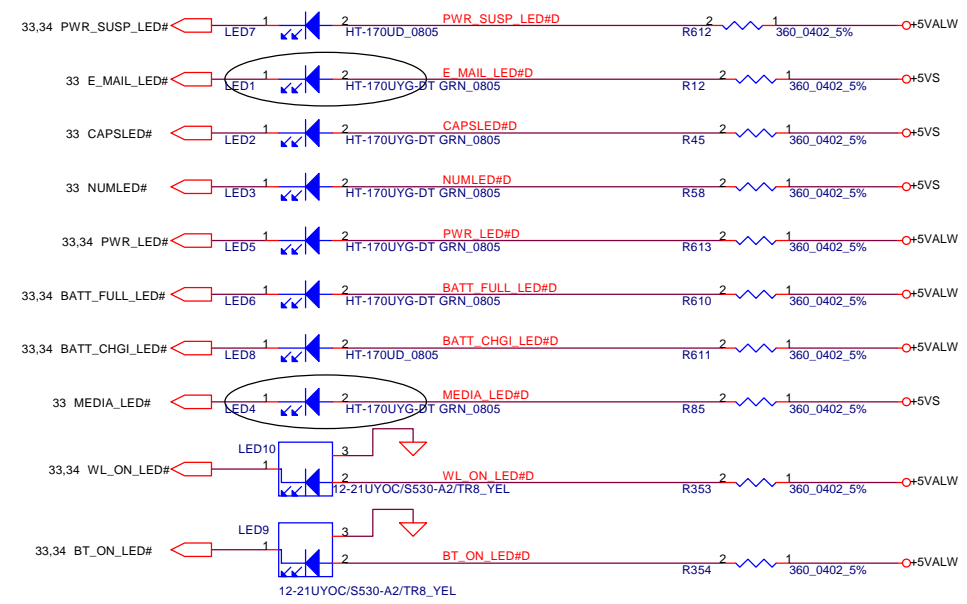 33,34 PWR_SUSP_LED# 1 2 PWR_SUSP_LED#D 2 1 +5VALW
LED7 HT-170UD_0805 R612 360_0402_5%
33 E_MAIL_LED# 1 2 E_MAIL_LED#D 2 1 +5VS
LED1 HT-170UYG-DT GRN_0805 R12 360_0402_5%
33 CAPSLED# 1 2 CAPSLED#D 2 1 +5VS
LED2 HT-170UYG-DT GRN_0805 R45 360_0402_5%
33 NUMLED# 1 2 NUMLED#D 2 1 +5VS
LED3 HT-170UYG-DT GRN_0805 R58 360_0402_5%
33,34 PWR_LED# 1 2 PWR_LED#D 2 1 +5VALW
LED5 HT-170UYG-DT GRN_0805 R613 360_0402_5%
33,34 BATT_FULL_LED# 1 2 BATT_FULL_LED#D 2 1 +5VALW
LED6 HT-170UYG-DT GRN_0805 R610 360_0402_5%
33,34 BATT_CHGI_LED# 1 2 BATT_CHGI_LED#D 2 1 +5VALW
LED8 HT-170UD_0805 R611 360_0402_5%
33 MEDIA_LED# 1 2 MEDIA_LED#D 2 1 +5VS
LED4 HT-170UYG-DT GRN_0805 R85 360_0402_5%
LED10 3
33,34 WL_ON_LED# 1 2 WL_ON_LED#D 2 1 +5VALW
12-21UYOC/S530-A2/TR8_YEL R353 360_0402_5%
LED9 3
33,34 BT_ON_LED# 1 2 BT_ON_LED#D 2 1 +5VALW
R354 360_0402_5%
12-21UYOC/S530-A2/TR8_YEL